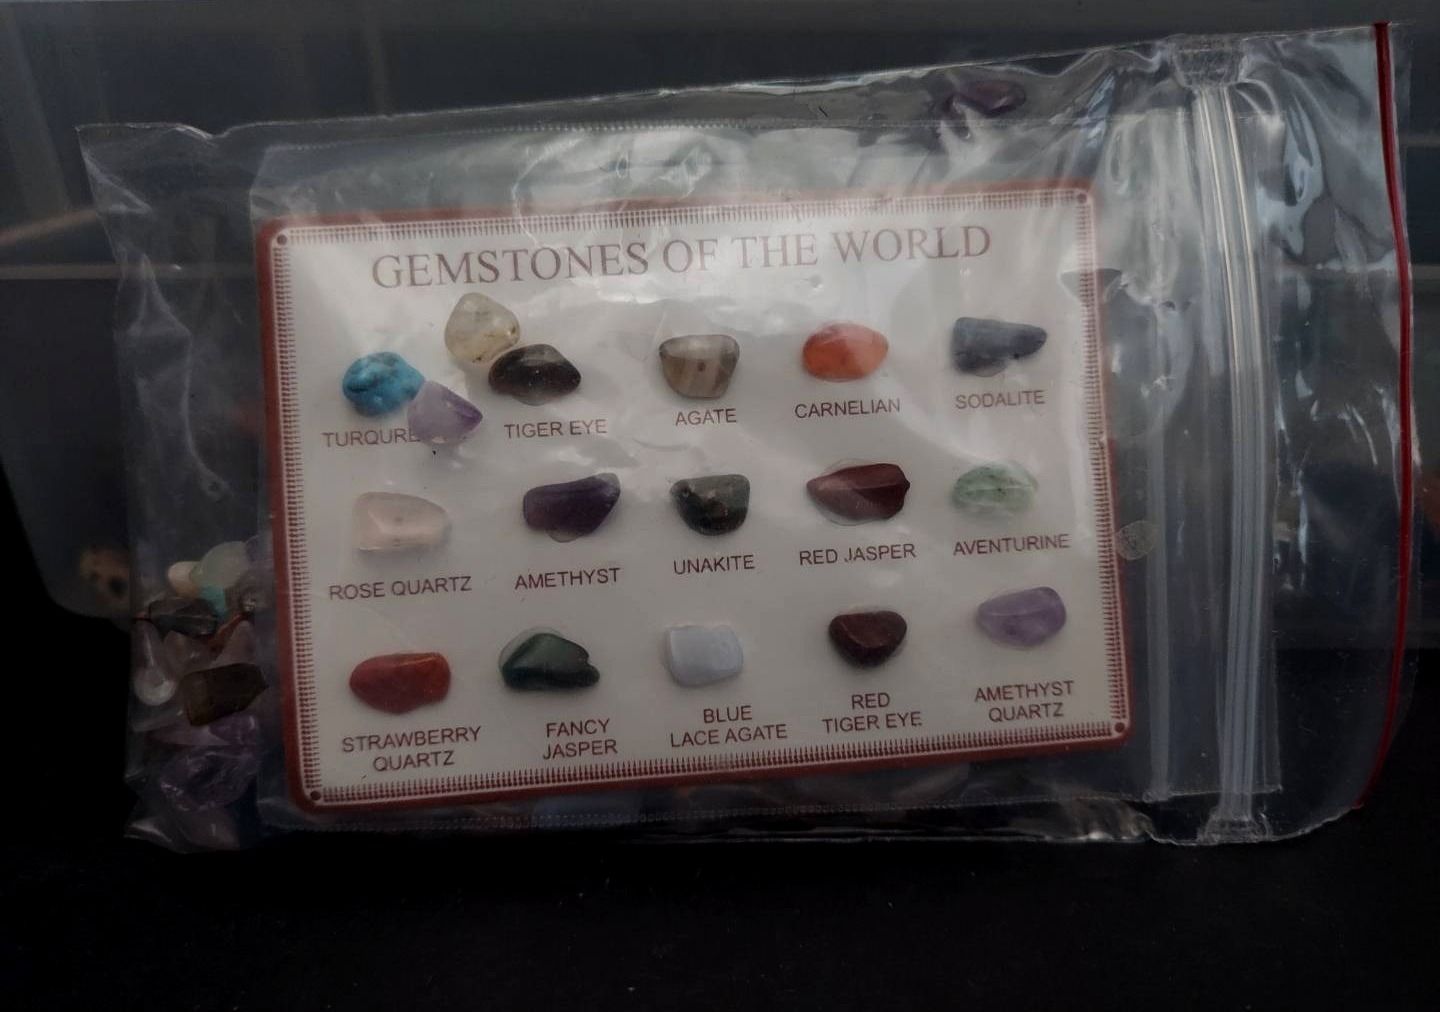 GEMSTONES OF THE WORLD
TIGER EYE
AGATE
CARNELIAN
SODALITE
ROSE QUARTZ
AMETHYST
UNAKITE
RED JASPER
AVENTURINE
STRAWBERRY
QUARTZ
FANCY
JASPER
BLUE
LACE AGATE
RED
TIGER EYE
AMETHYST
QUARTZ